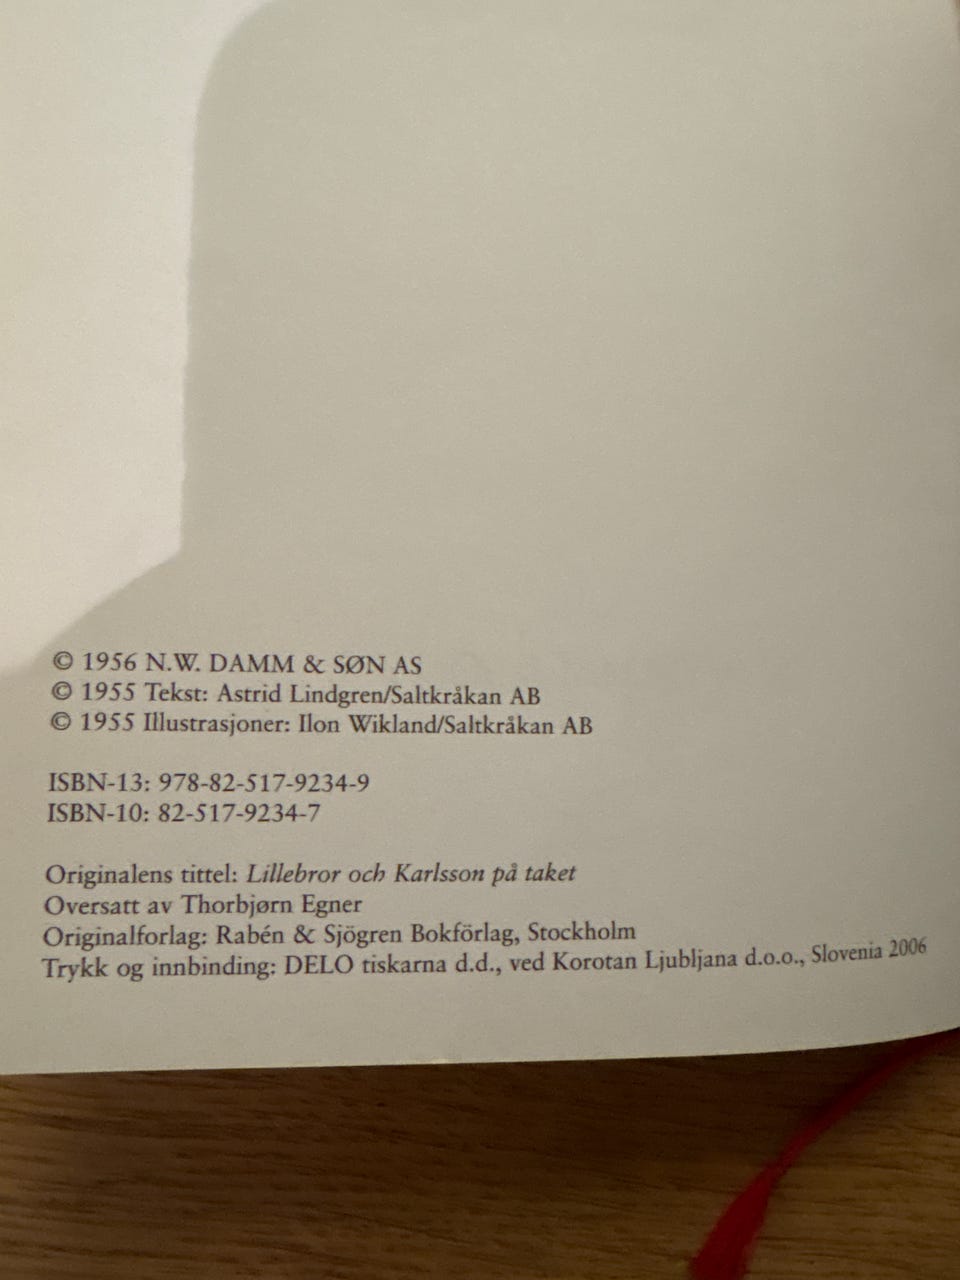 © 1956 N.W. DAMM & SØN AS
© 1955 Tekst: Astrid Lindgren/Saltkråkan AB
© 1955 Illustrasjoner: Ilon Wikland/Saltkråkan AB
ISBN-13: 978-82-517-9234-9
ISBN-10: 82-517-9234-7
Originalens tittel: Lillebror och Karlsson på taket
Oversatt av Thorbjørn Egner
Originalforlag: Rabén & Sjögren Bokförlag, Stockholm
Trykk og innbinding: DELO tiskarna d.d., ved Korotan Ljubljana d.o.o., Slovenia 2006